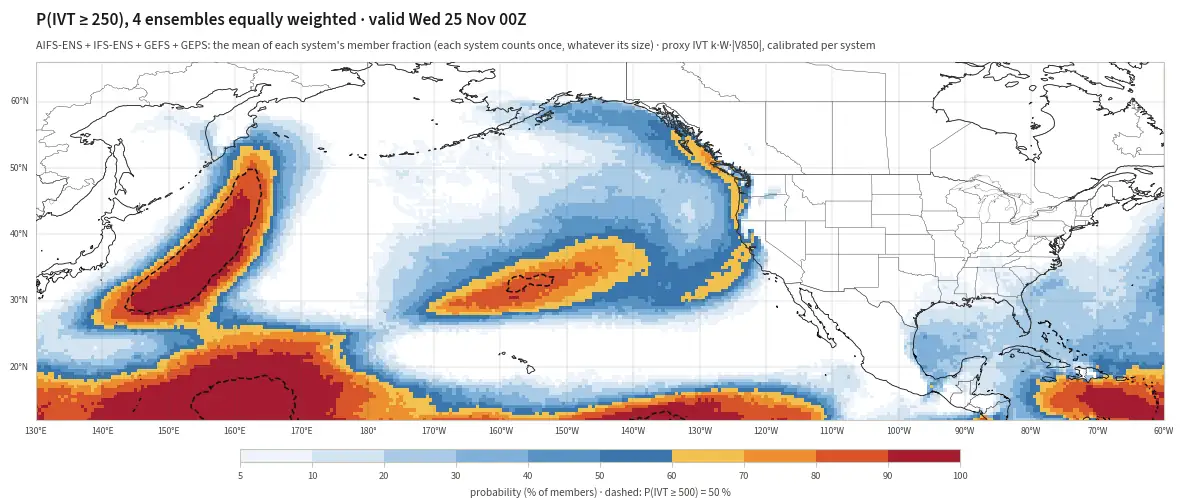 P(IVT ≥ 250), 4 ensembles equally weighted · valid Wed 25 Nov 00Z
AIFS-ENS + IFS-ENS + GEFS + GEPS: the mean of each system's member fraction (each system counts once, whatever its size) · proxy IVT k·W·|V850|, calibrated per system
60°N
50°N
40°N
30°N
20°N
130°E 140°E 150°E 160°E 170°E 180° 170°W 160°W 150°W 140°W 130°W 120°W 110°W 100°W 90°W 80°W 70°W 60°W
5 10 20 30 40 50 60 70 80 90 100
probability (% of members) · dashed: P(IVT ≥ 500) = 50 %